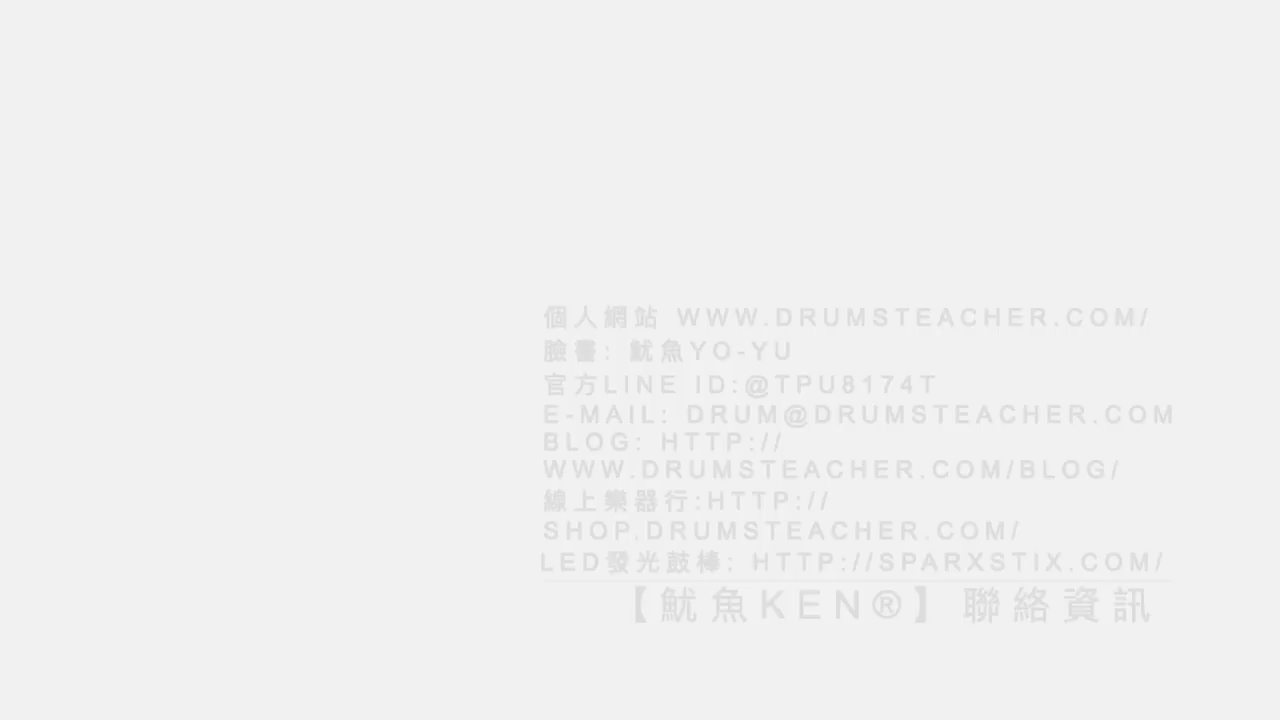 個人網站 WWW.DRUMSTEACHER.COM/
臉書: 魷魚YO-YU
官方LINE ID:@TPU8174T
E-MAIL: DRUM@DRUMSTEACHER.COM
BLOG: HTTP://
WWW.DRUMSTEACHER.COM/BLOG/
線上樂器行:HTTP://
SHOP.DRUMSTEACHER.COM/
LED發光鼓棒: HTTP://SPARXSTIX.COM/
【魷魚KEN®】聯絡資訊